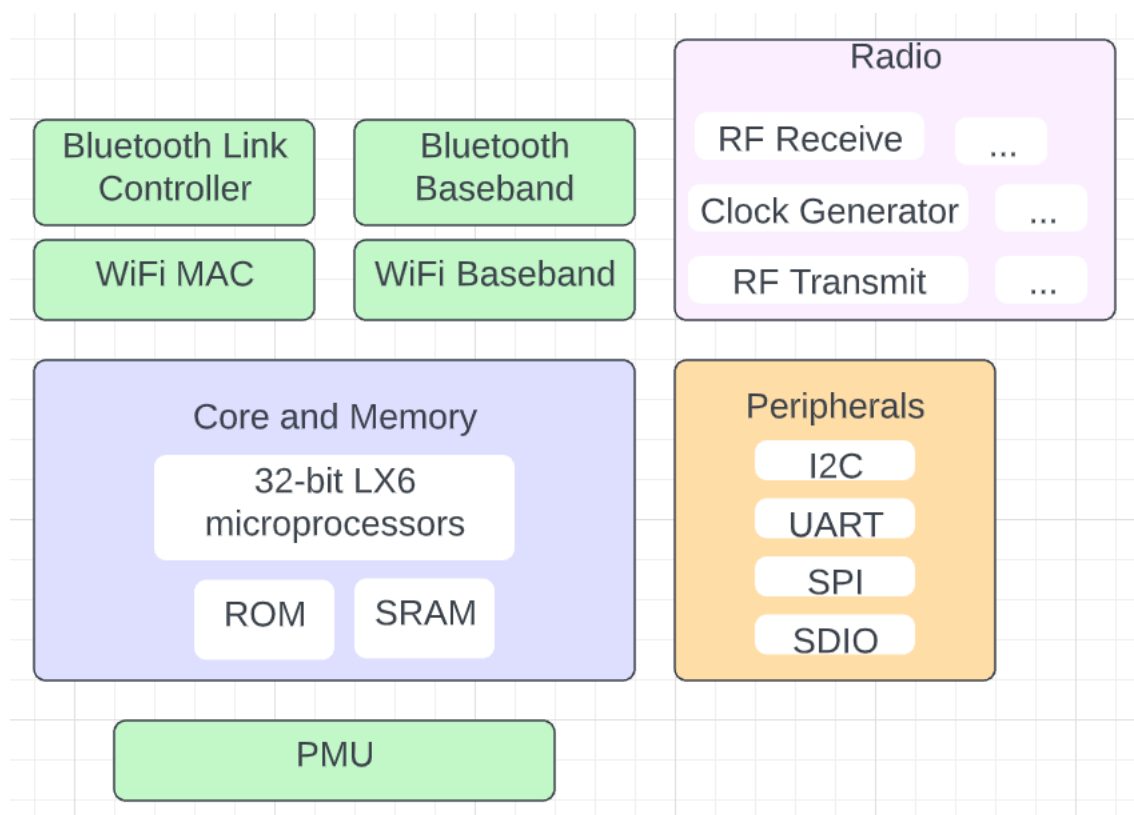 Radio
Bluetooth Link
Controller
Bluetooth
Baseband
RF Receive
...
WiFi MAC
WiFi Baseband
Clock Generator
...
RF Transmit
...
Core and Memory
32-bit LX6
microprocessors
ROM
SRAM
Peripherals
I2C
UART
SPI
SDIO
PMU